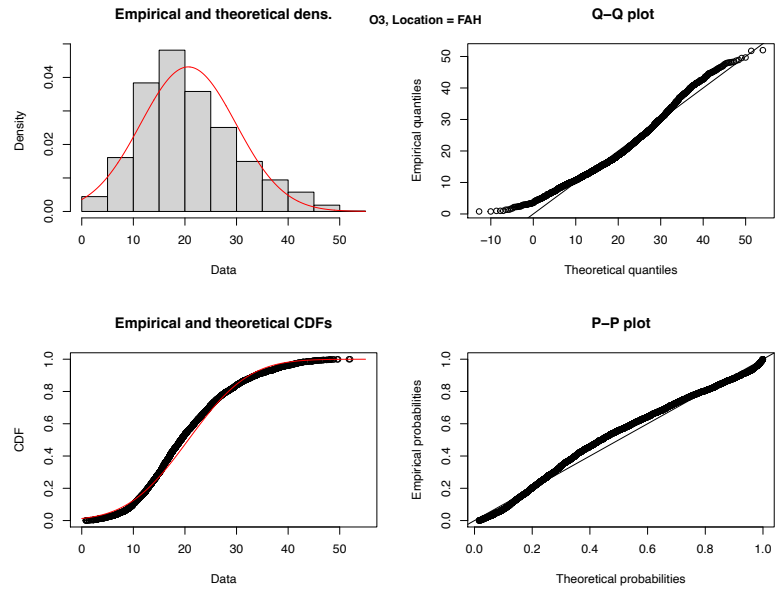 O3, Location = FAH
Empirical and theoretical dens.
Density
0.00 0.02 0.04
0 10 20 30 40 50
Data
Q−Q plot
Empirical quantiles
0 10 20 30 40 50
−10 0 10 20 30 40 50
Theoretical quantiles
Empirical and theoretical CDFs
CDF
0.0 0.2 0.4 0.6 0.8 1.0
0 10 20 30 40 50
Data
P−P plot
Empirical probabilities
0.0 0.2 0.4 0.6 0.8 1.0
0.0 0.2 0.4 0.6 0.8 1.0
Theoretical probabilities